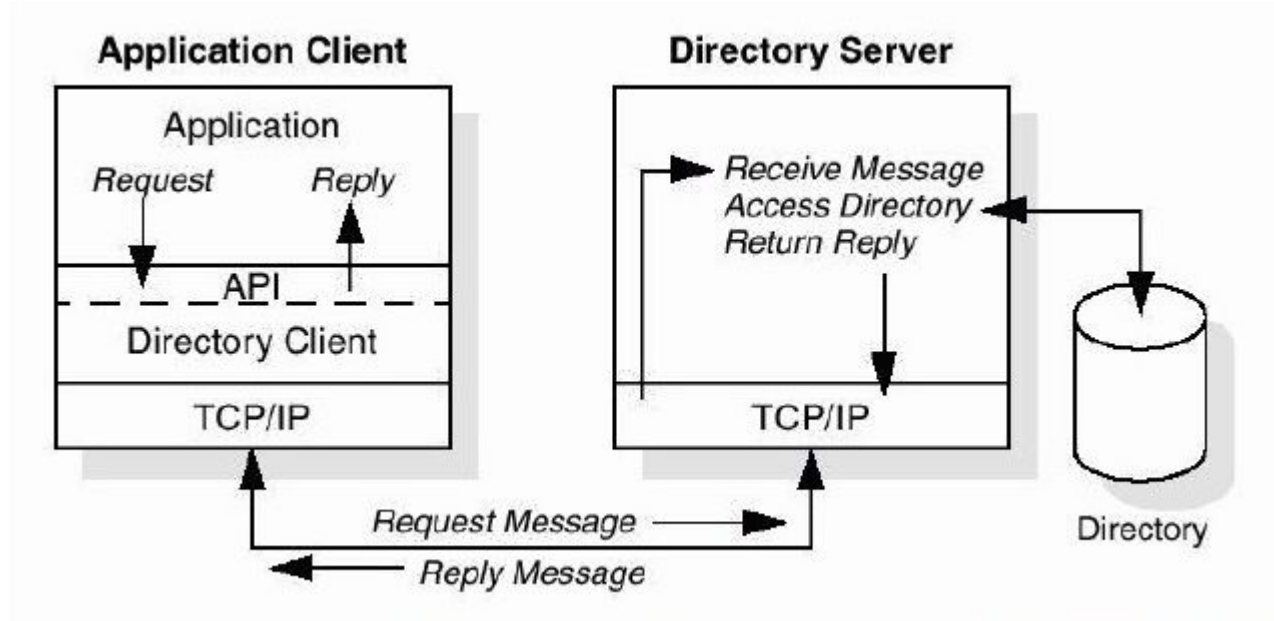 Application Client
Directory Server
Application
Request
Reply
API
Directory Client
TCP/IP
Receive Message
Access Directory
Return Reply
TCP/IP
Directory
Request Message
Reply Message